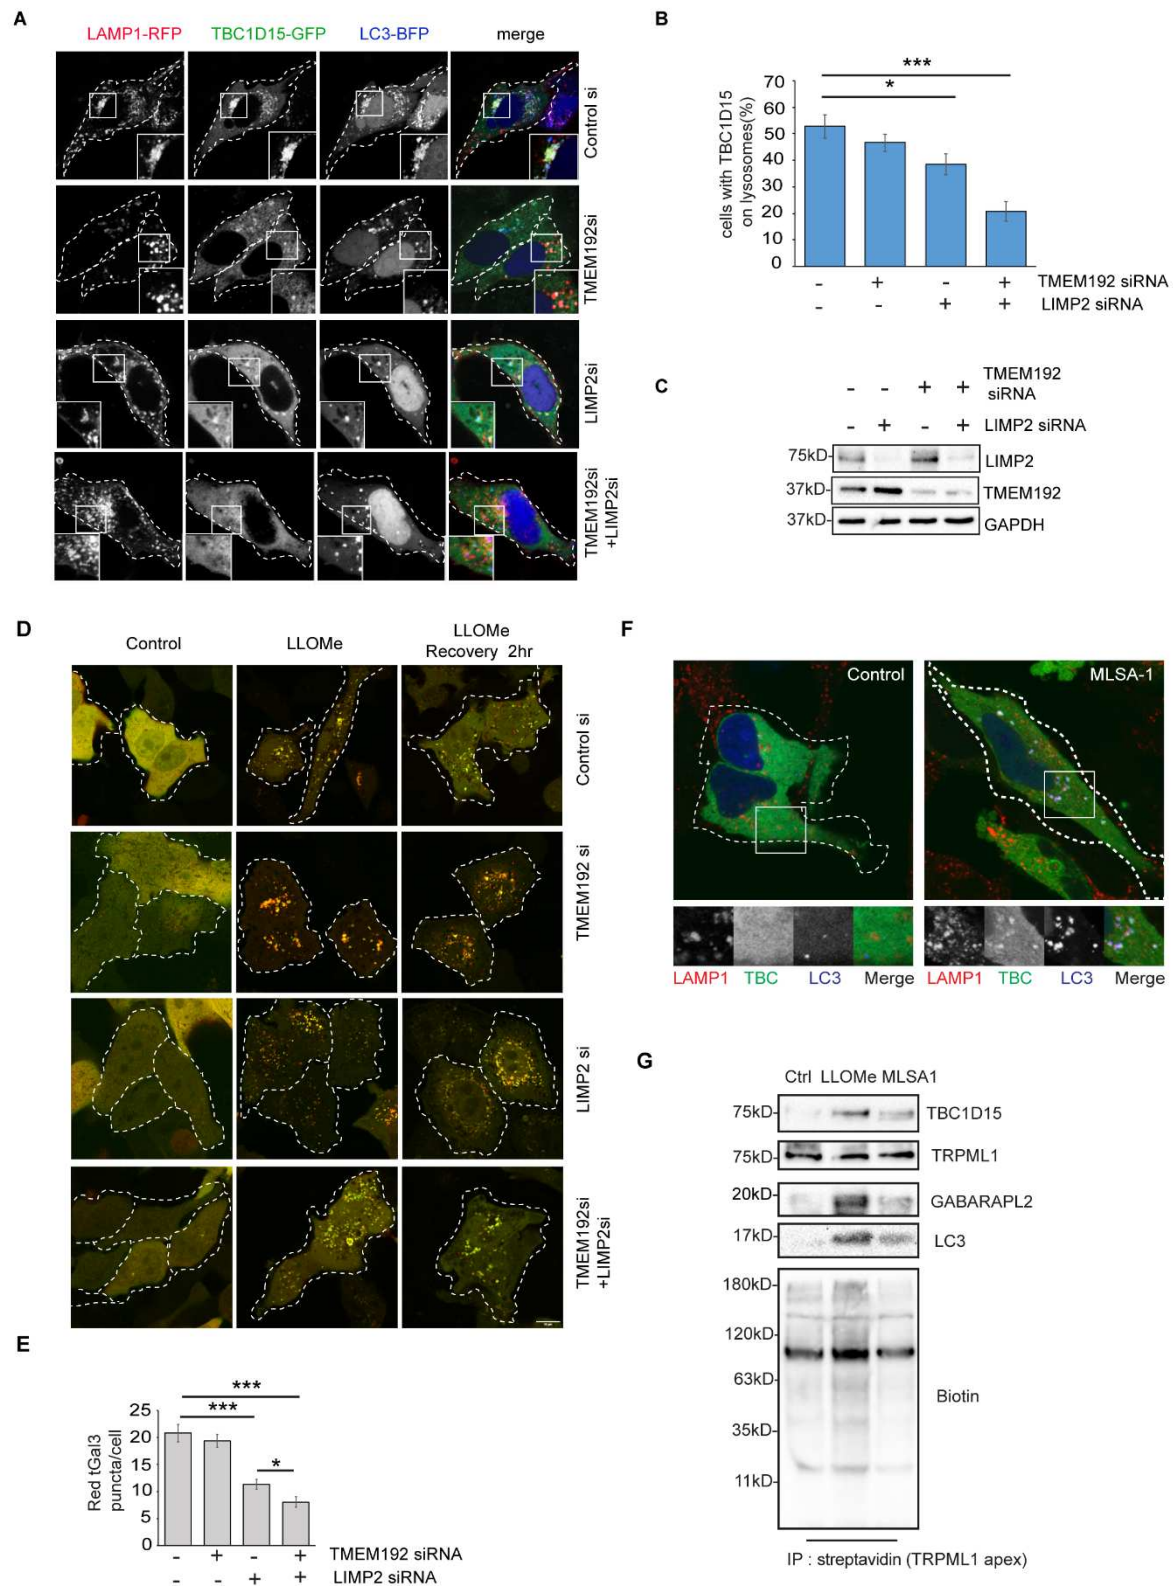 A
LAMP1-RFP TBC1D15-GFP LC3-BFP merge
Control si
TMEM192si
LIMP2si
TMEM192si
+LIMP2si
B
*** 
*
cells with TBC1D15
on lysosomes(%)
70
60
50
40
30
20
10
0
- + - + TMEM192 siRNA
- - + + LIMP2 siRNA
C
- - + + TMEM192
siRNA
- + - + LIMP2 siRNA
75kD- LIMP2
37kD- TMEM192
37kD- GAPDH
D
Control LLOMe LLOMe
Recovery 2hr
Control si
TMEM192 si
LIMP2 si
TMEM192si
+LIMP2si
E
***
***
*
Red tGal3
puncta/cell
25
20
15
10
5
0
- + - + TMEM192 siRNA
- - + + LIMP2 siRNA
F
Control MLSA-1
LAMP1 TBC LC3 Merge LAMP1 TBC LC3 Merge
G
Ctrl LLOMe MLSA1
75kD- TBC1D15
75kD- TRPML1
20kD- GABARAPL2
17kD- LC3
180kD-
120kD-
63kD-
Biotin
35kD-
11kD-
IP : streptavidin (TRPML1 apex)